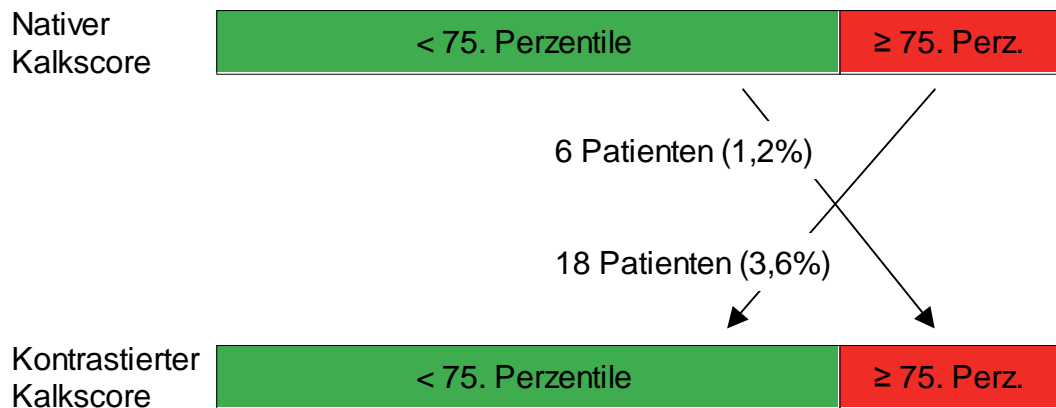 Nativer
Kalkscore
< 75. Perzentile
≥ 75. Perz.
6 Patienten (1,2%)
18 Patienten (3,6%)
Kontrastierter
Kalkscore
< 75. Perzentile
≥ 75. Perz.